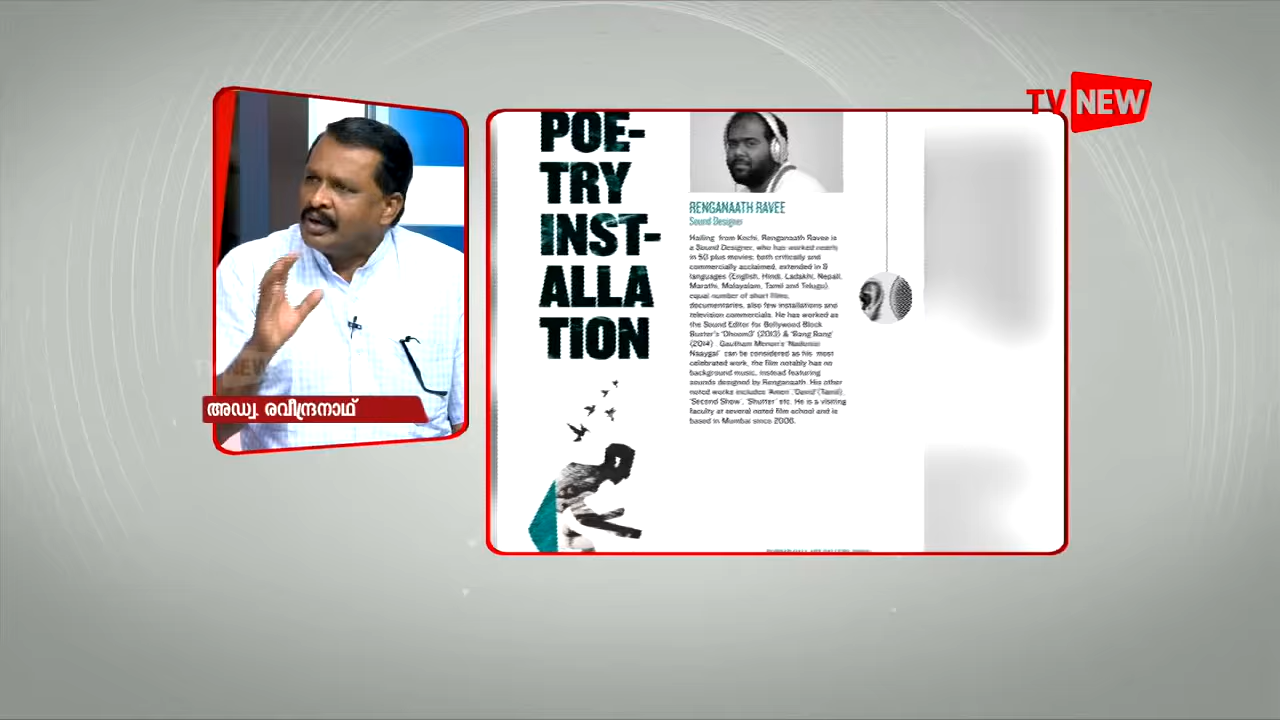 TV NEW
അഡ്വ. രവീന്ദ്രനാഥ്
POE-
TRY
INST-
ALLA
TION
RENGANAATH RAVEE
Sound Designer
Hailing from Kochi, Renganaath Ravee is
a Sound Designer, who has worked nearly
in 50 plus movies; both critically and
commercially acclaimed, extended in 8
languages (English, Hindi, Ladakhi, Nepali,
Marathi, Malayalam, Tamil and Telugu),
equal number of short films,
documentaries, also few installations and
television commercials. He has worked as
the Sound Editor for Bollywood Block
Buster's 'Dhoom3' (2013) & 'Bang Bang'
(2014). Gautham Menon's 'Nadunisi
Naaygal' can be considered as his most
celebrated work, the film notably has no
background music, instead featuring
sounds designed by Renganaath. His other
noted works includes 'Amen', 'David' (Tamil),
'Second Show', 'Shutter' etc. He is a visiting
faculty at several noted film school and is
based in Mumbai since 2006.